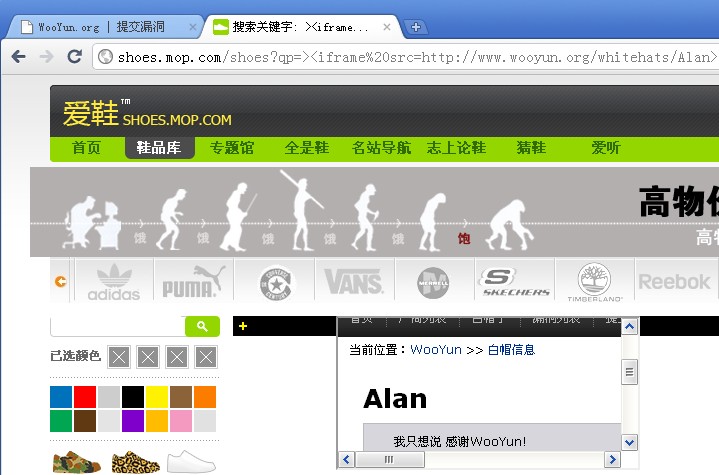 WooYun.org | 提交漏洞
搜索关键字：><iframe...
shoes.mop.com/shoes?qp=><iframe%20src=http://www.wooyun.org/whitehats/Alan>
爱鞋™ SHOES.MOP.COM
首页 鞋品库 专题馆 全是鞋 名站导航 志上论鞋 猜鞋 爱听
高物价
饿 饿 饿 饿 饱
adidas PUMA CONVERSE VANS MERRELL SKECHERS TIMBERLAND Reebok
已选颜色
当前位置：WooYun >> 白帽信息
Alan
我只想说 感谢WooYun!